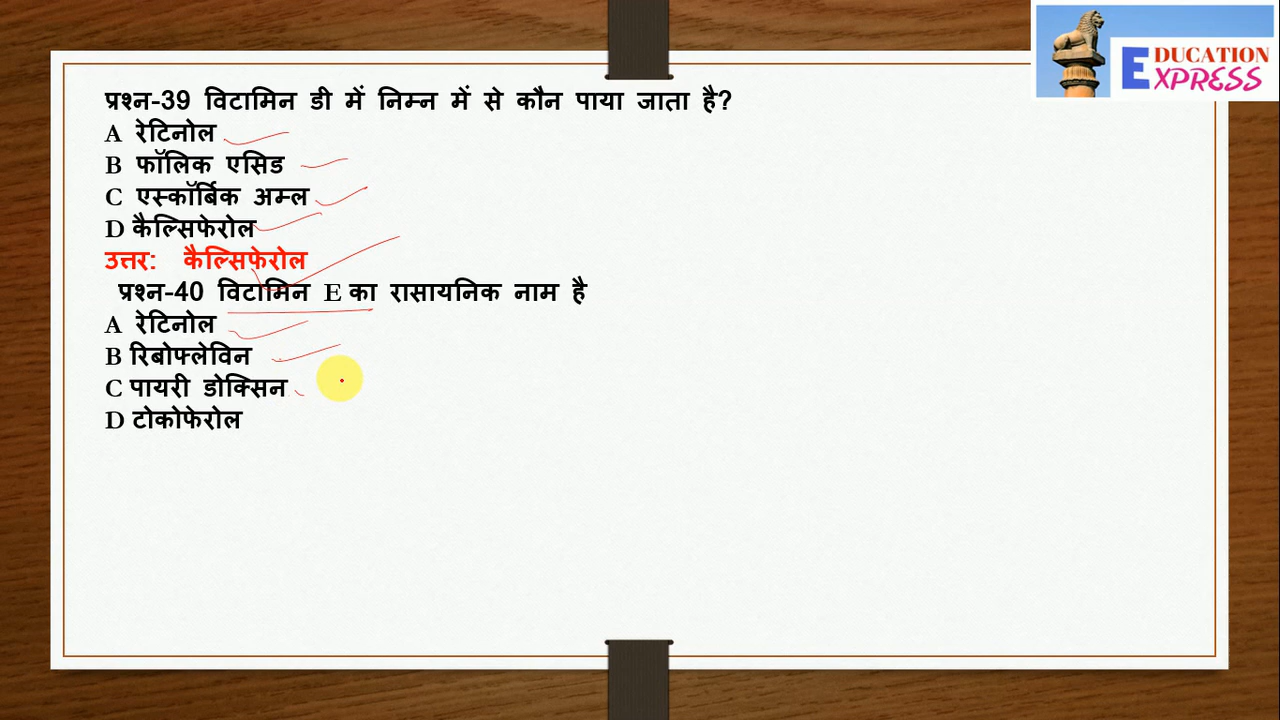 EDUCATION
EXPRESS
प्रश्न-39 विटामिन डी में निम्न में से कौन पाया जाता है?
A रेटिनोल
B फॉलिक एसिड
C एस्कॉर्बिक अम्ल
D कैल्सिफेरोल
उत्तर: कैल्सिफेरोल
प्रश्न-40 विटामिन E का रासायनिक नाम है
A रेटिनोल
B रिबोफ्लेविन
C पायरी डोक्सिन
D टोकोफेरोल